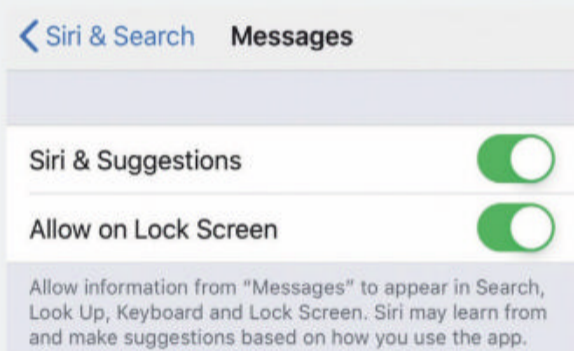 Siri & Search Messages
Siri & Suggestions
Allow on Lock Screen
Allow information from “Messages” to appear in Search,
Look Up, Keyboard and Lock Screen. Siri may learn from
and make suggestions based on how you use the app.